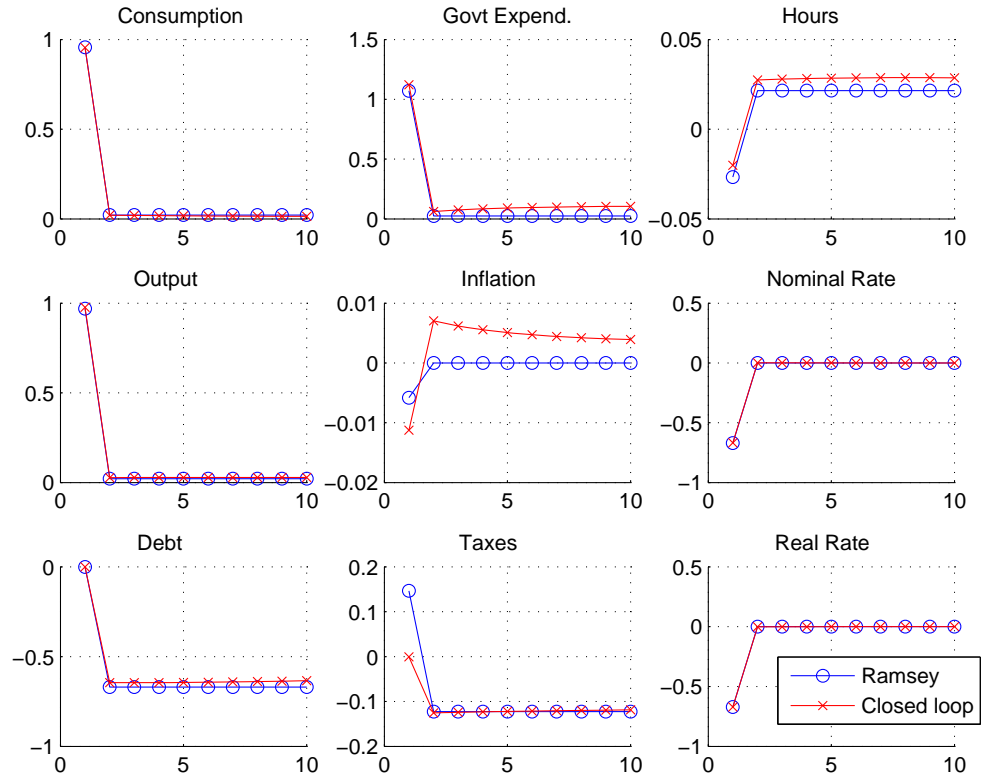 Consumption
1
0.5
0
0 5 10
Govt Expend.
1.5
1
0.5
0
0 5 10
Hours
0.05
0
−0.05
0 5 10
Output
1
0.5
0
0 5 10
Inflation
0.01
0
−0.01
−0.02
0 5 10
Nominal Rate
0.5
0
−0.5
−1
0 5 10
Debt
0
−0.5
−1
0 5 10
Taxes
0.2
0.1
0
−0.1
−0.2
0 5 10
Real Rate
0.5
0
−0.5
−1
0 5 10
Ramsey
Closed loop